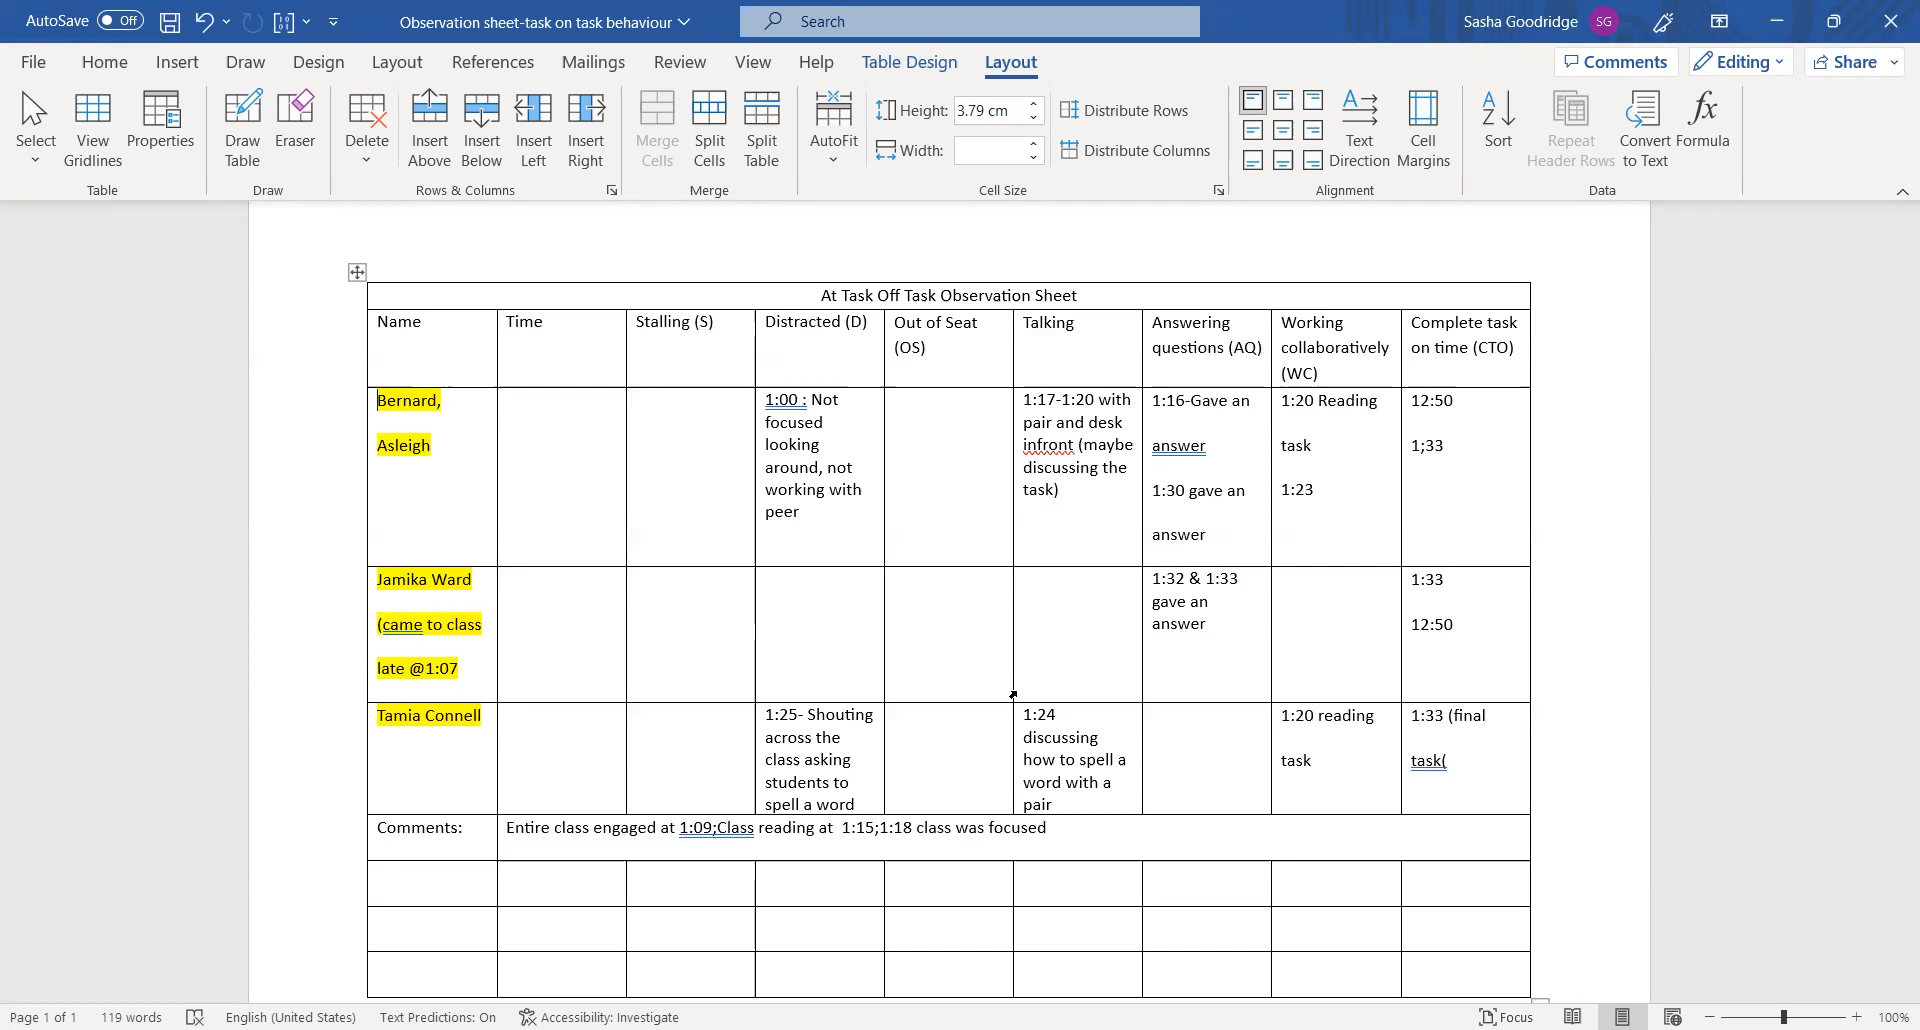 AutoSave Off Observation sheet-task on task behaviour Search Sasha Goodridge SG
File Home Insert Draw Design Layout References Mailings Review View Help Table Design Layout Comments Editing Share
Select View Gridlines Properties Draw Table Eraser Delete Insert Above Insert Below Insert Left Insert Right Merge Cells Split Cells Split Table AutoFit Height: 3.79 cm Width: Distribute Rows Distribute Columns Text Direction Cell Margins Sort Repeat Header Rows Convert to Text Formula
Table Draw Rows & Columns Merge Cell Size Alignment Data
At Task Off Task Observation Sheet
Name
Time
Stalling (S)
Distracted (D)
Out of Seat
(OS)
Talking
Answering
questions (AQ)
Working
collaboratively
(WC)
Complete task
on time (CTO)
Bernard,
Asleigh
1:00 : Not
focused
looking
around, not
working with
peer
1:17-1:20 with
pair and desk
infront (maybe
discussing the
task)
1:16-Gave an
answer
1:30 gave an
answer
1:20 Reading
task
1:23
12:50
1;33
Jamika Ward
(came to class
late @1:07
1:32 & 1:33
gave an
answer
1:33
12:50
Tamia Connell
1:25- Shouting
across the
class asking
students to
spell a word
1:24
discussing
how to spell a
word with a
pair
1:20 reading
task
1:33 (final
task(
Comments:
Entire class engaged at 1:09;Class reading at  1:15;1:18 class was focused
Page 1 of 1 119 words English (United States) Text Predictions: On Accessibility: Investigate Focus 100%